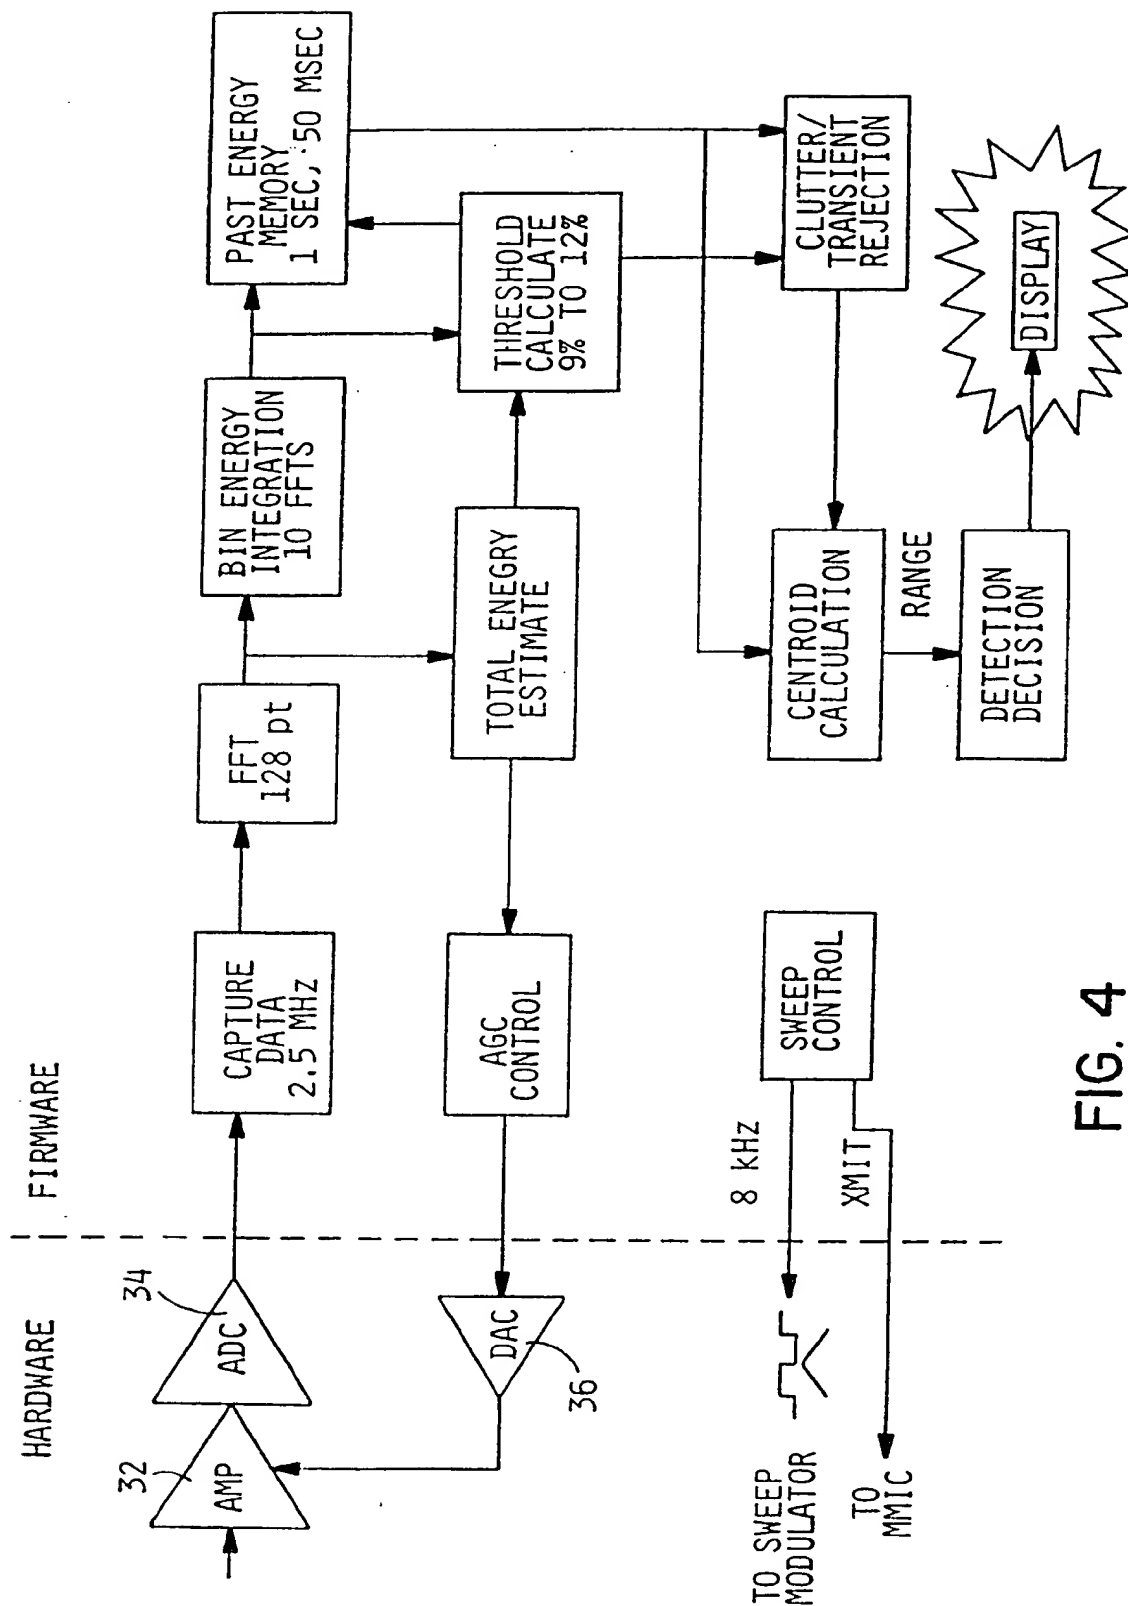 HARDWARE
FIRMWARE
32
AMP
34
ADC
CAPTURE
DATA
2.5 MHz
FFT
128 pt
BIN ENERGY
INTEGRATION
10 FFTS
PAST ENERGY
MEMORY
1 SEC, 50 MSEC
36
DAC
AGC
CONTROL
TOTAL ENEGRY
ESTIMATE
THRESHOLD
CALCULATE
9% TO 12%
TO SWEEP
MODULATOR
8 kHz
SWEEP
CONTROL
XMIT
TO
MMIC
CENTROID
CALCULATION
CLUTTER/
TRANSIENT
REJECTION
RANGE
DETECTION
DECISION
DISPLAY
FIG. 4